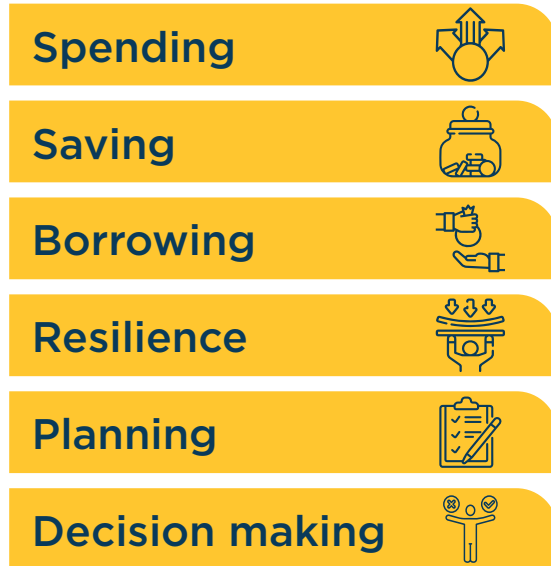 Spending
Saving
Borrowing
Resilience
Planning
Decision making